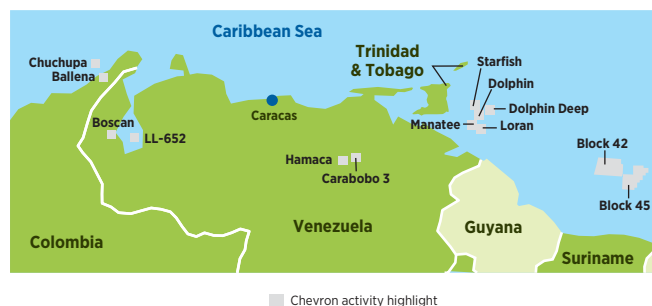 Caribbean Sea
Trinidad
& Tobago
Chuchupa
Ballena
Starfish
Dolphin
Dolphin Deep
Manatee
Loran
Caracas
Boscan
LL-652
Block 42
Hamaca
Carabobo 3
Block 45
Colombia
Venezuela
Guyana
Suriname
Chevron activity highlight